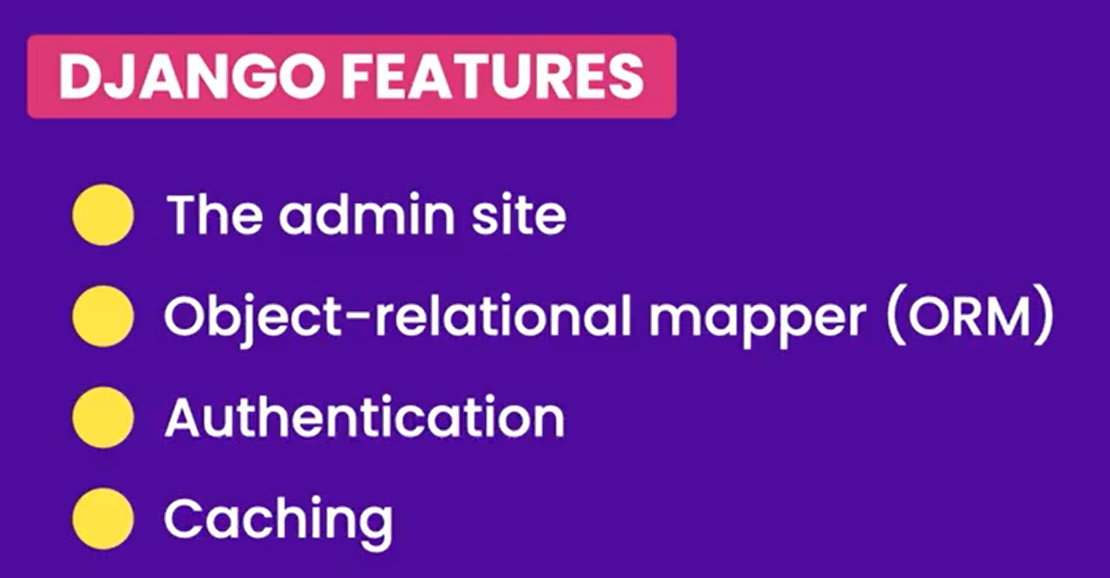 DJANGO FEATURES
The admin site
Object-relational mapper (ORM)
Authentication
Caching